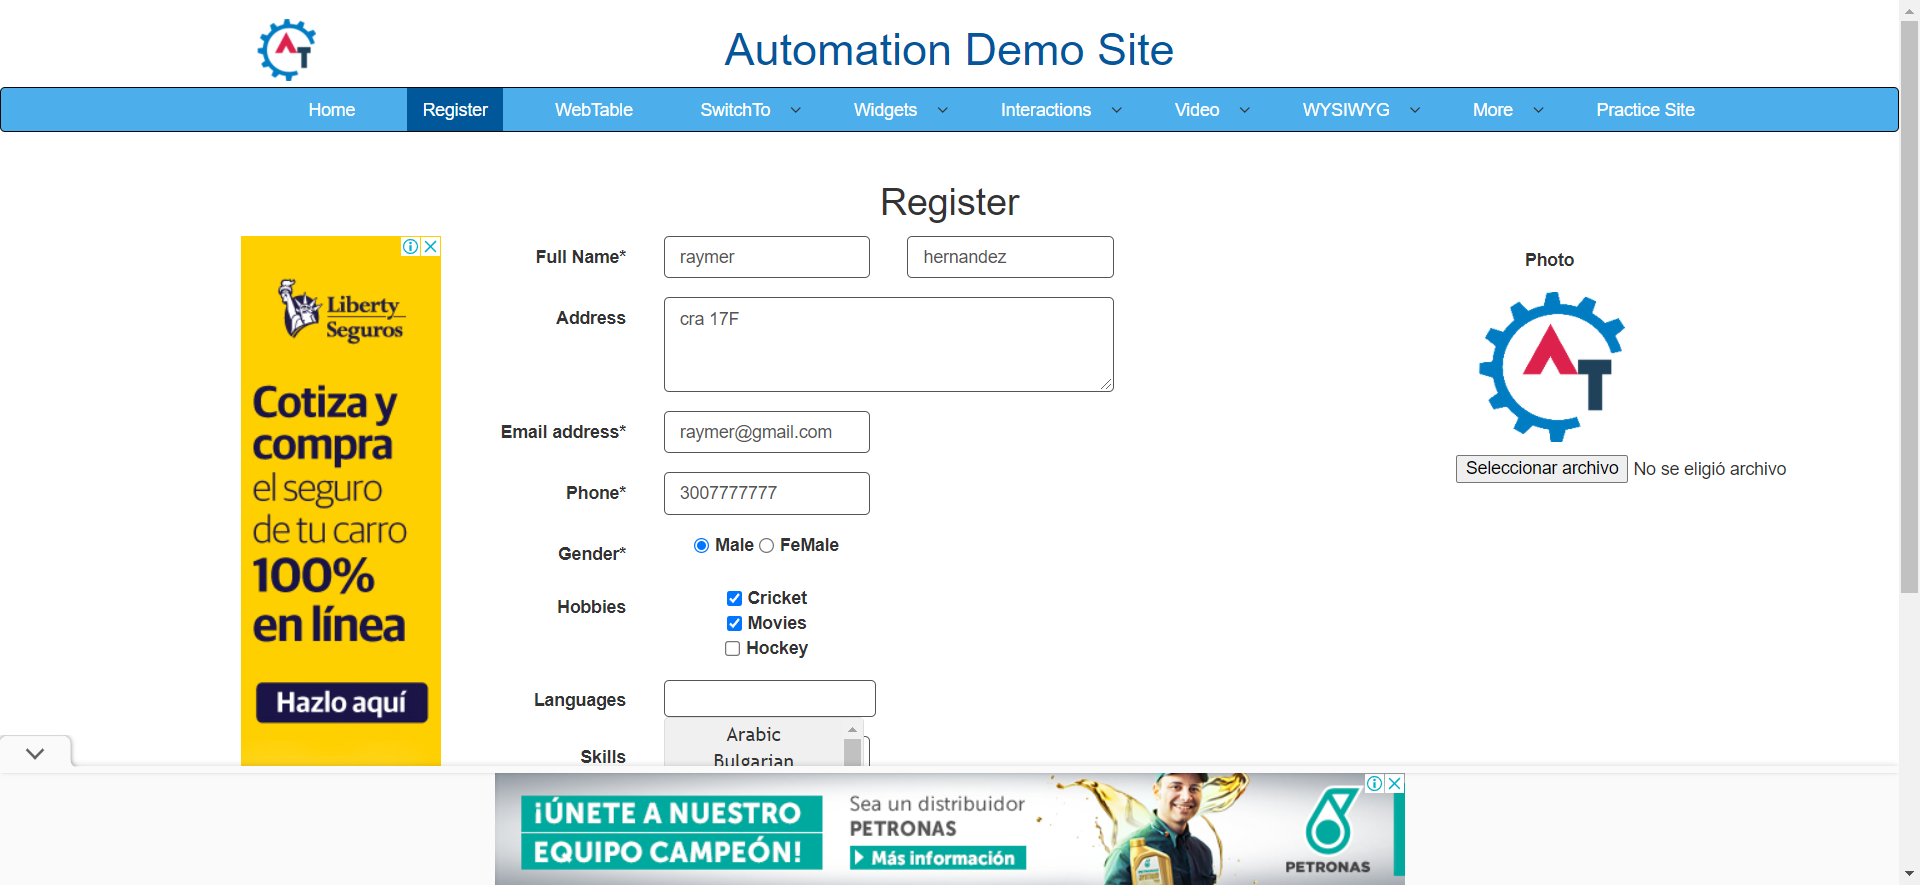 AT
Automation Demo Site
Home Register WebTable SwitchTo Widgets Interactions Video WYSIWYG More Practice Site
Register
Full Name* raymer hernandez
Photo
Address cra 17F
AT
Email address* raymer@gmail.com
Seleccionar archivo No se eligió archivo
Phone* 3007777777
Gender* Male FeMale
Hobbies
Cricket
Movies
Hockey
Languages
Arabic
Skills
Bulgarian
Liberty
Seguros
Cotiza y
compra
el seguro
de tu carro
100%
en línea
Hazlo aquí
¡ÚNETE A NUESTRO
EQUIPO CAMPEÓN!
Sea un distribuidor
PETRONAS
Más información
PETRONAS